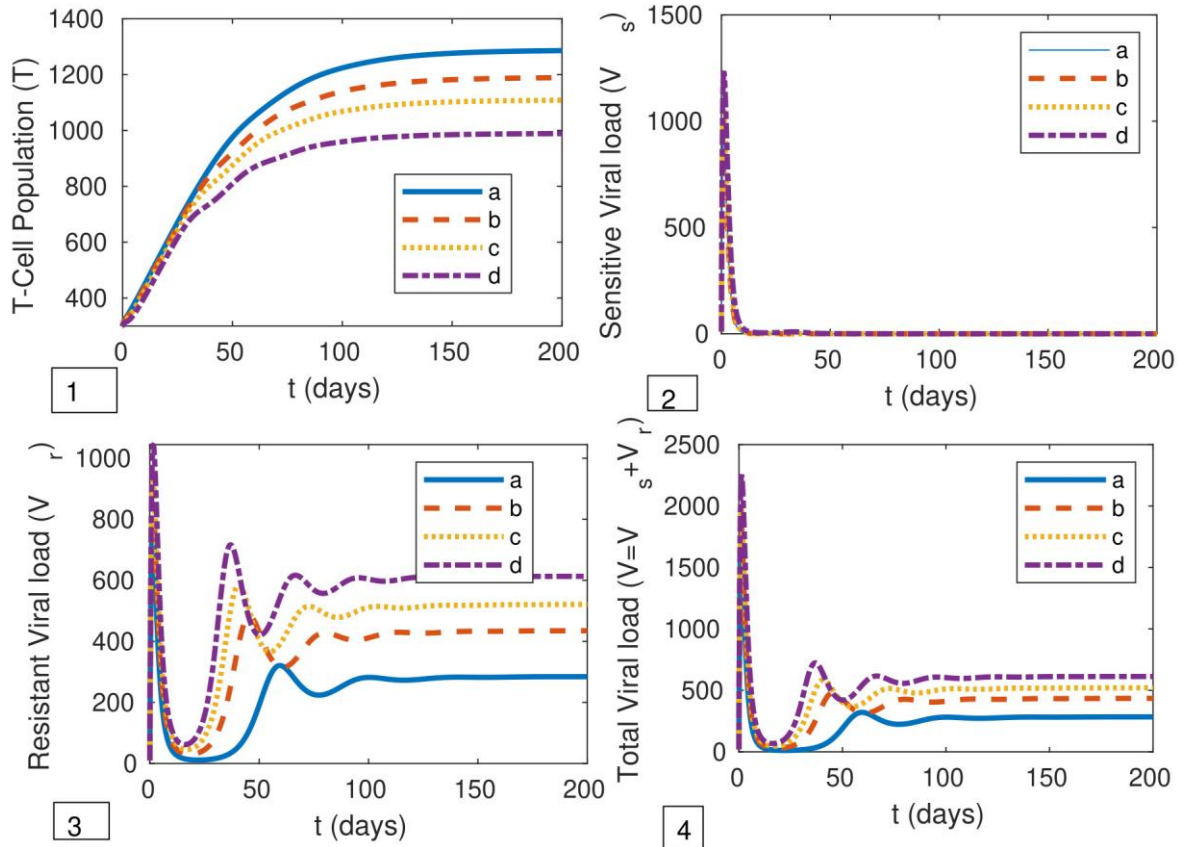 1400
1200
1000
800
600
400
T-Cell Population (T)
a
b
c
d
0
50
100
150
200
t (days)
1
1500
1000
500
0
Sensitive Viral load (V
s)
a
b
c
d
0
50
100
150
200
t (days)
2
1000
800
600
400
200
0
Resistant Viral load (V
r)
a
b
c
d
0
50
100
150
200
t (days)
3
2500
2000
1500
1000
500
0
Total Viral load (V=V
s+V
r)
a
b
c
d
0
50
100
150
200
t (days)
4